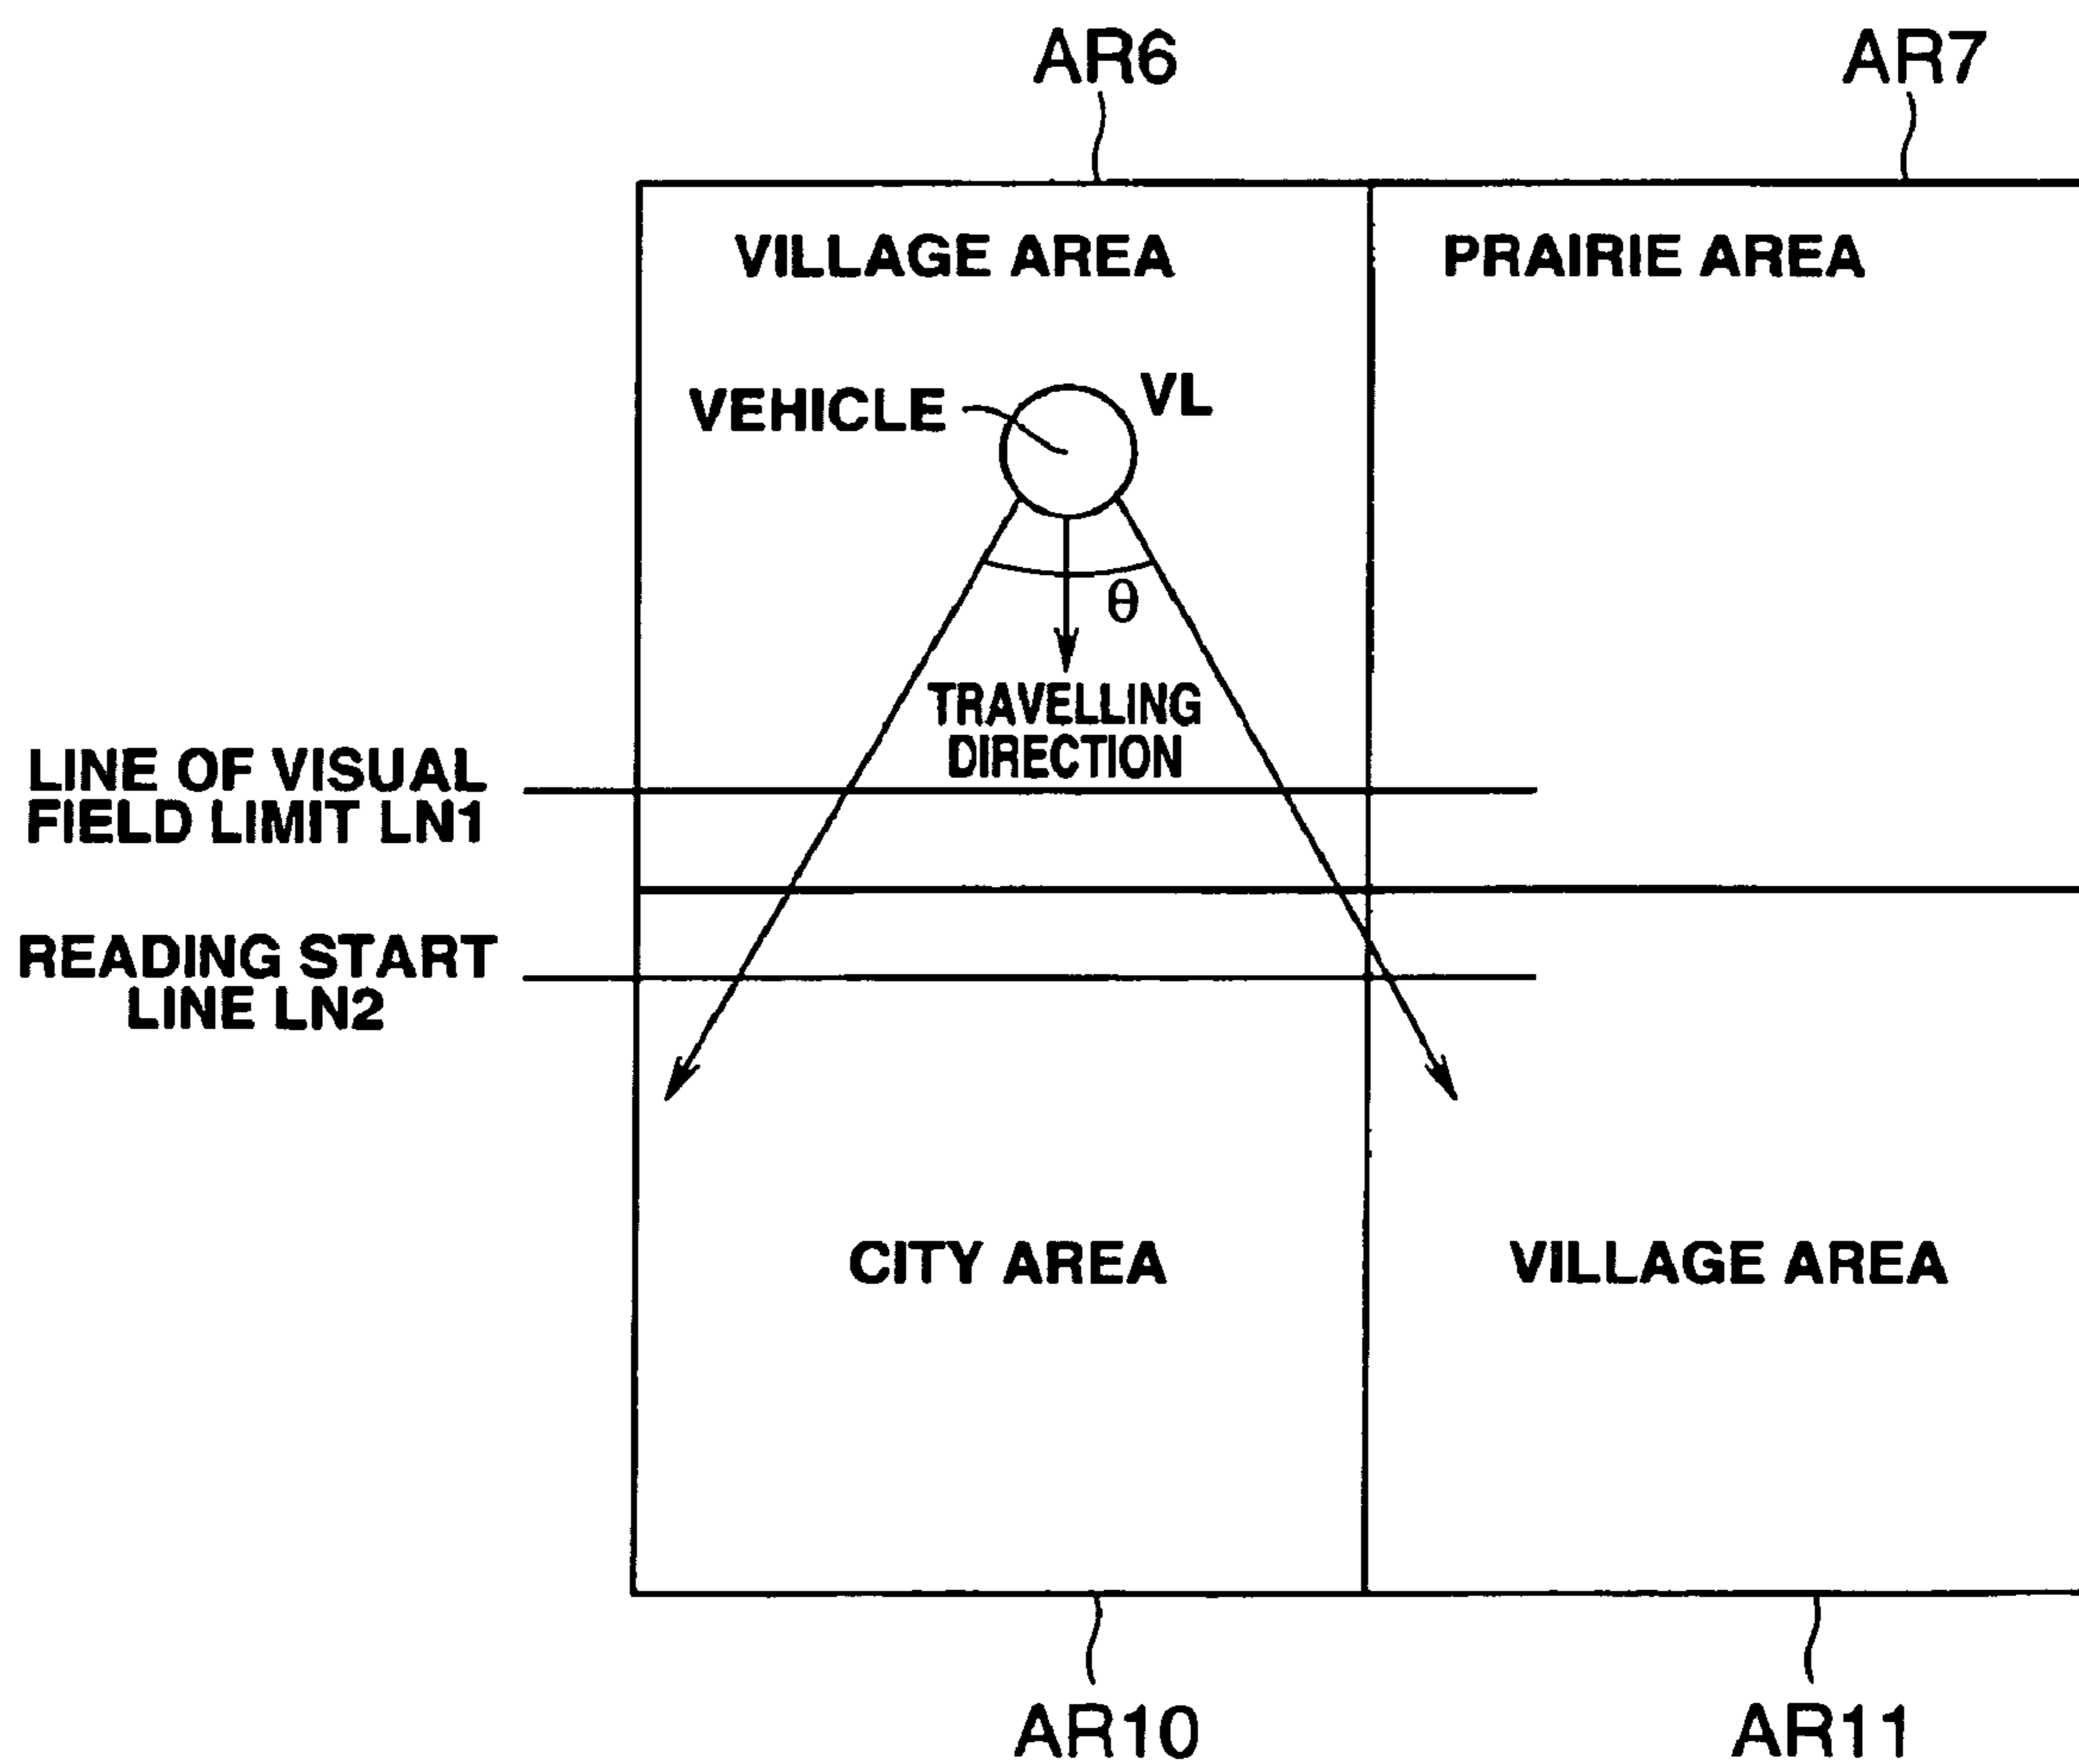 AR6
AR7
VILLAGE AREA
PRAIRIE AREA
VEHICLE
VL
θ
TRAVELLING
DIRECTION
LINE OF VISUAL
FIELD LIMIT LN1
READING START
LINE LN2
CITY AREA
VILLAGE AREA
AR10
AR11